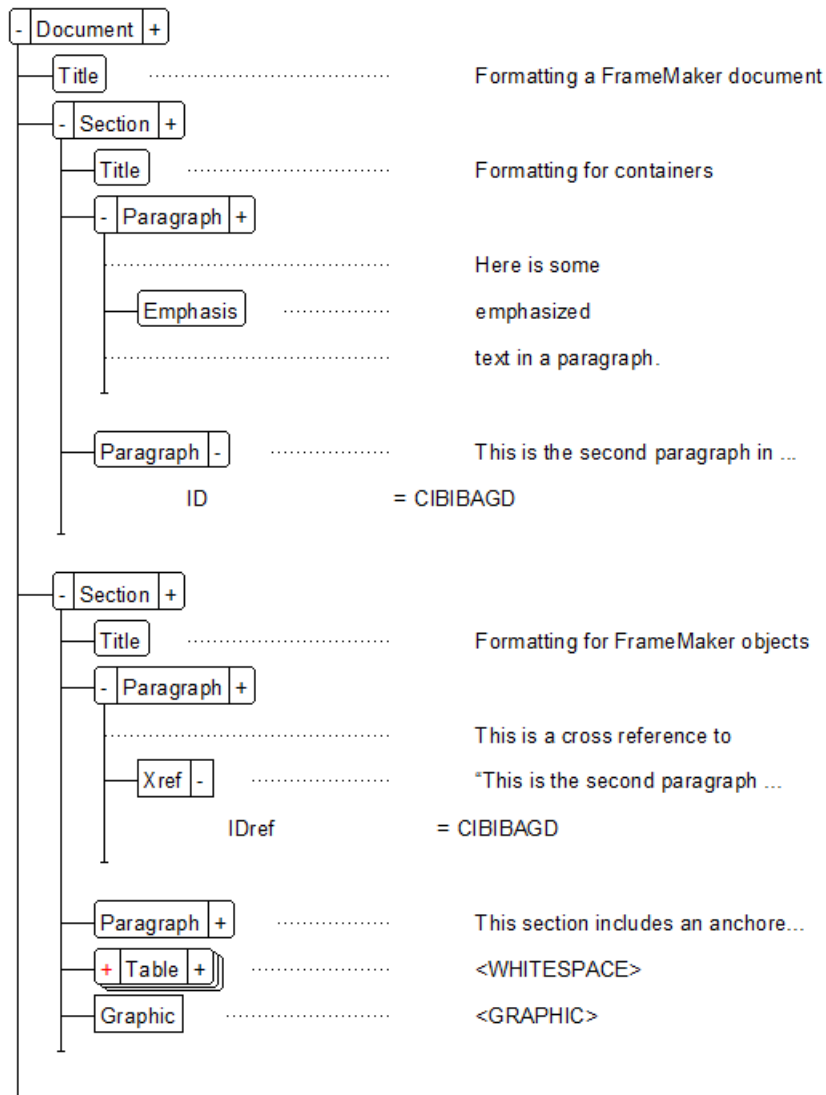 - Document +
Title Formatting a FrameMaker document
- Section +
Title Formatting for containers
- Paragraph +
Here is some
Emphasis emphasized
text in a paragraph.
Paragraph - This is the second paragraph in ...
ID = CIBIBAGD
- Section +
Title Formatting for FrameMaker objects
- Paragraph +
This is a cross reference to
Xref - “This is the second paragraph ...
IDref = CIBIBAGD
Paragraph + This section includes an anchore...
+ Table + <WHITESPACE>
Graphic <GRAPHIC>